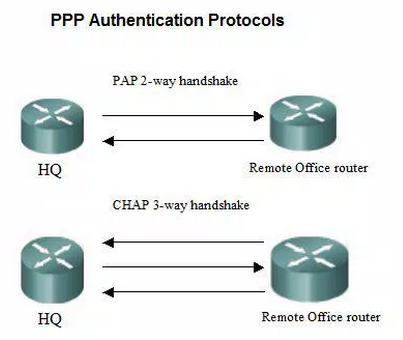 PPP Authentication Protocols
PAP 2-way handshake
HQ
Remote Office router
CHAP 3-way handshake
HQ
Remote Office router